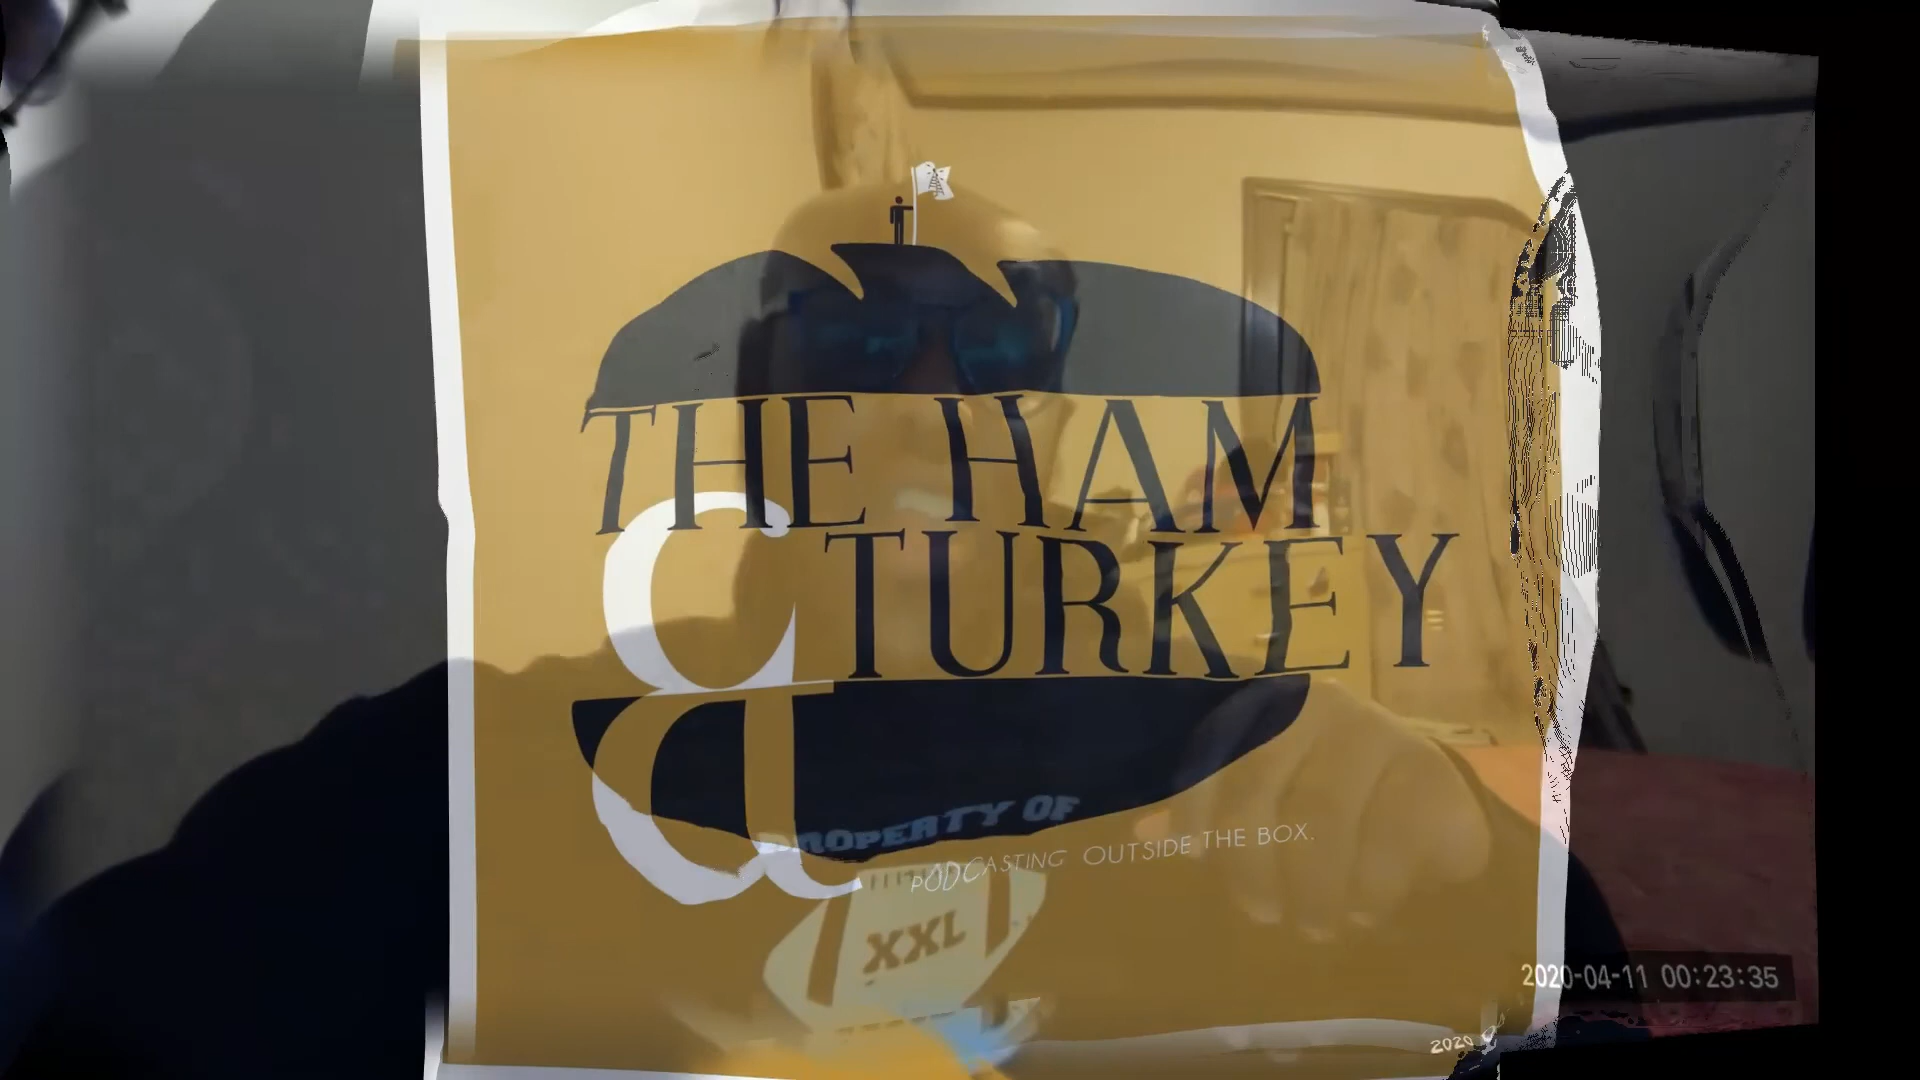 THE HAM
&
TURKEY
PROPERTY OF
PODCASTING OUTSIDE THE BOX.
XXL
2020-04-11 00:23:35
2020